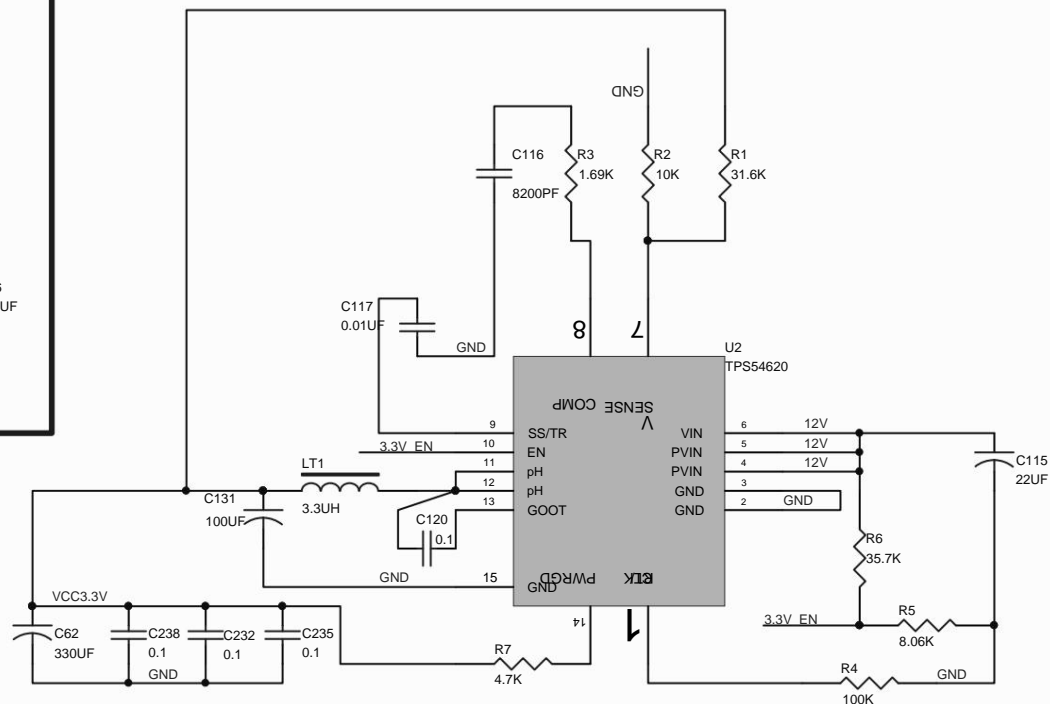 GND
C116
8200PF
R3
1.69K
R2
10K
R1
31.6K
UF
C117
0.01UF
GND
8
7
U2
TPS54620
COMP
SENSE
V
9
SS/TR
3.3V_EN
10
EN
11
pH
12
pH
13
GOOT
15
GND
VIN
6
12V
PVIN
5
12V
PVIN
4
12V
GND
3
GND
2
GND
C115
22UF
LT1
3.3UH
C131
100UF
C120
0.1
GND
PWRGD
14
1
R6
35.7K
3.3V_EN
R5
8.06K
R4
100K
GND
VCC3.3V
C62
330UF
C238
0.1
C232
0.1
C235
0.1
GND
R7
4.7K